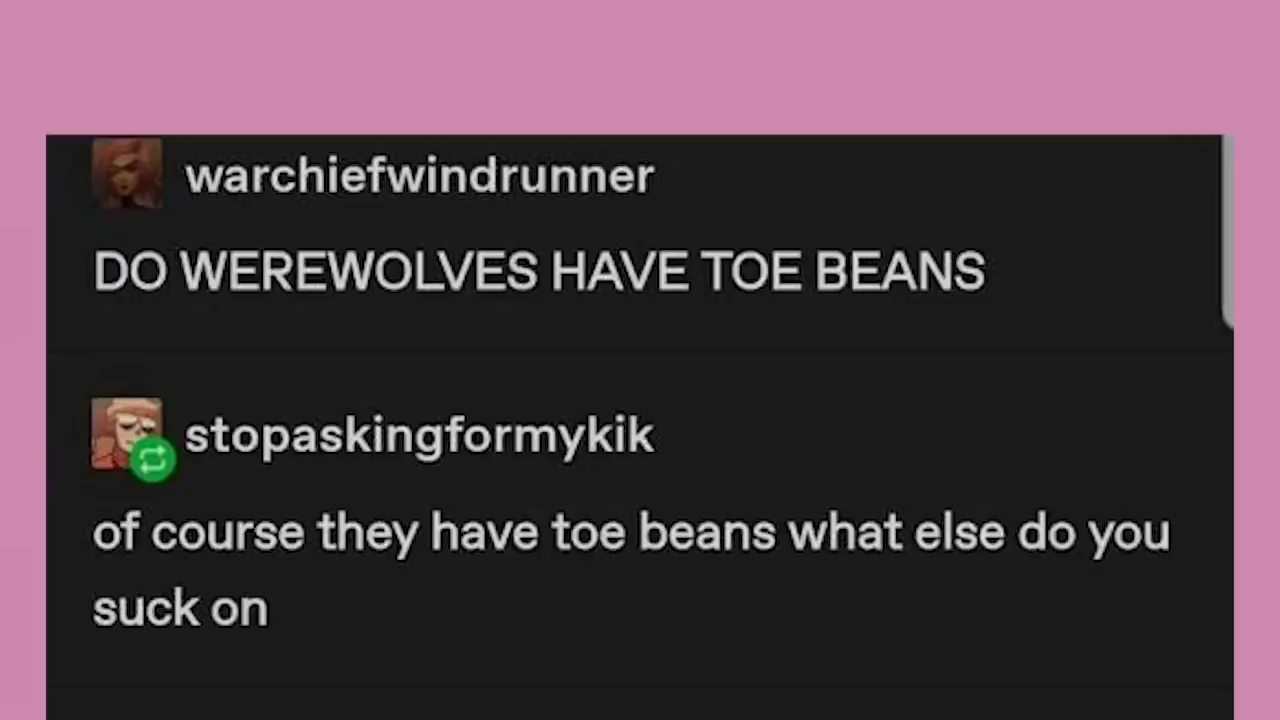 warchiefwindrunner
DO WEREWOLVES HAVE TOE BEANS
stopaskingformykik
of course they have toe beans what else do you
suck on